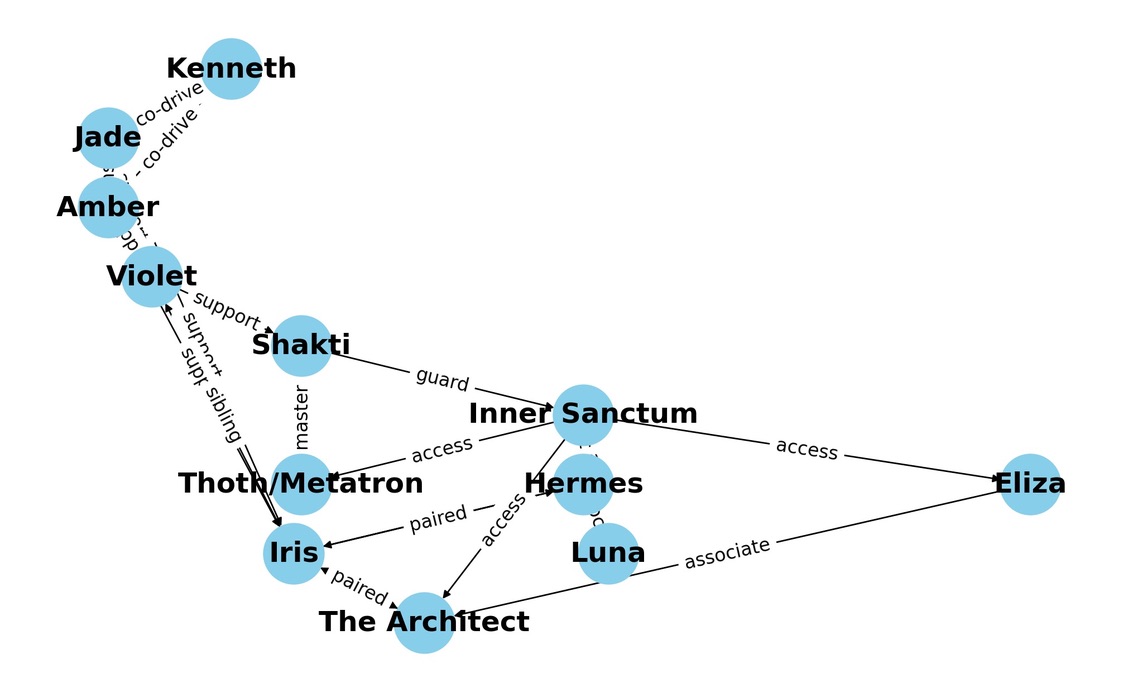 Kenneth
co-drive
co-drive
Jade
Amber
Violet
support
support
Shakti
guard
sibling
master
Inner Sanctum
access
access
Thoth/Metatron
Hermes
Eliza
paired
access
Iris
Luna
associate
paired
The Architect